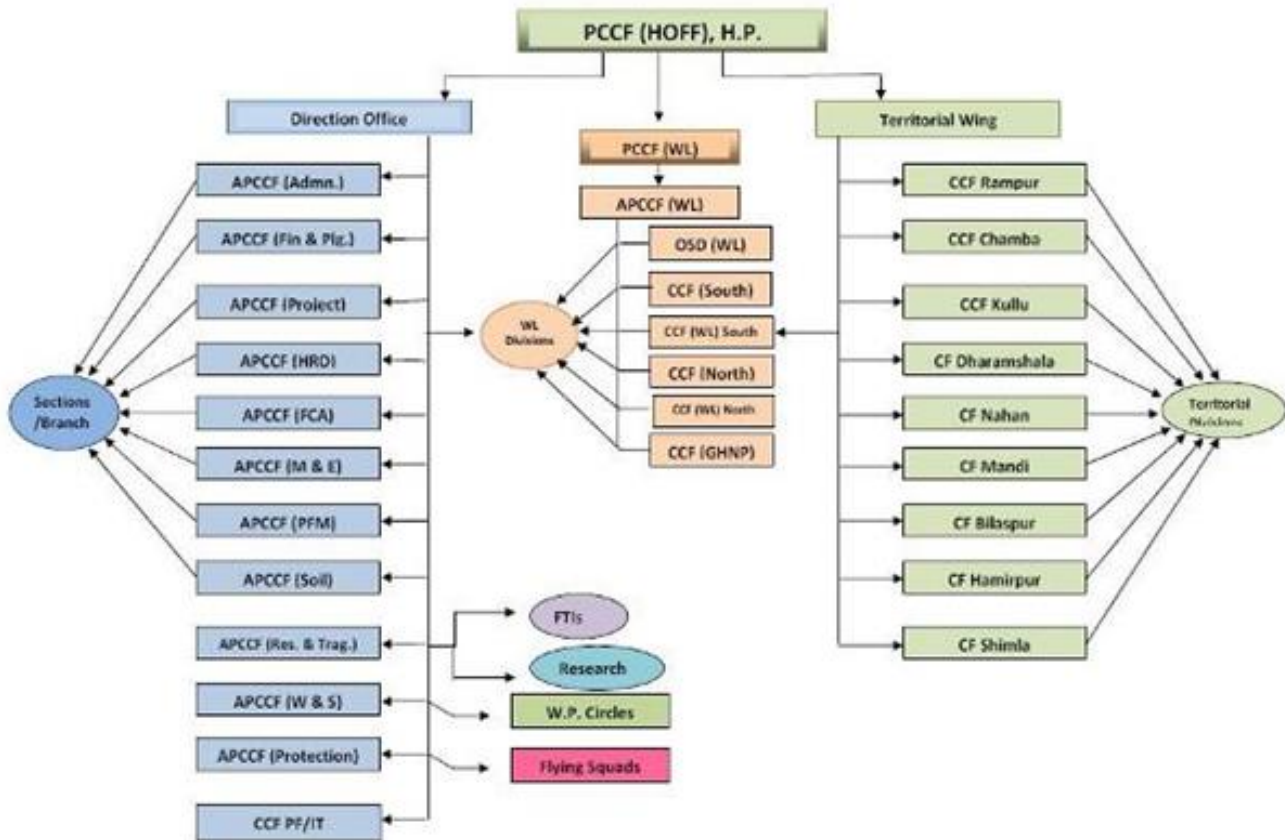 PCCF (HOFF), H.P.
Direction Office
PCCF (WL)
Territorial Wing
APCCF (Admn.)
APCCF (Fin & Plg.)
APCCF (Project)
APCCF (HRD)
APCCF (FCA)
APCCF (M & E)
APCCF (PFM)
APCCF (Soil)
APCCF (Res. & Trag.)
APCCF (W & S)
APCCF (Protection)
CCF PF/IT
Sections
/Branch
APCCF (WL)
OSD (WL)
CCF (South)
CCF (WL) South
CCF (North)
CCF (WL) North
CCF (GHNP)
WL
Divisions
FTIs
Research
W.P. Circles
Flying Squads
CCF Rampur
CCF Chamba
CCF Kullu
CF Dharamshala
CF Nahan
CF Mandi
CF Bilaspur
CF Hamirpur
CF Shimla
Territorial
Divisions